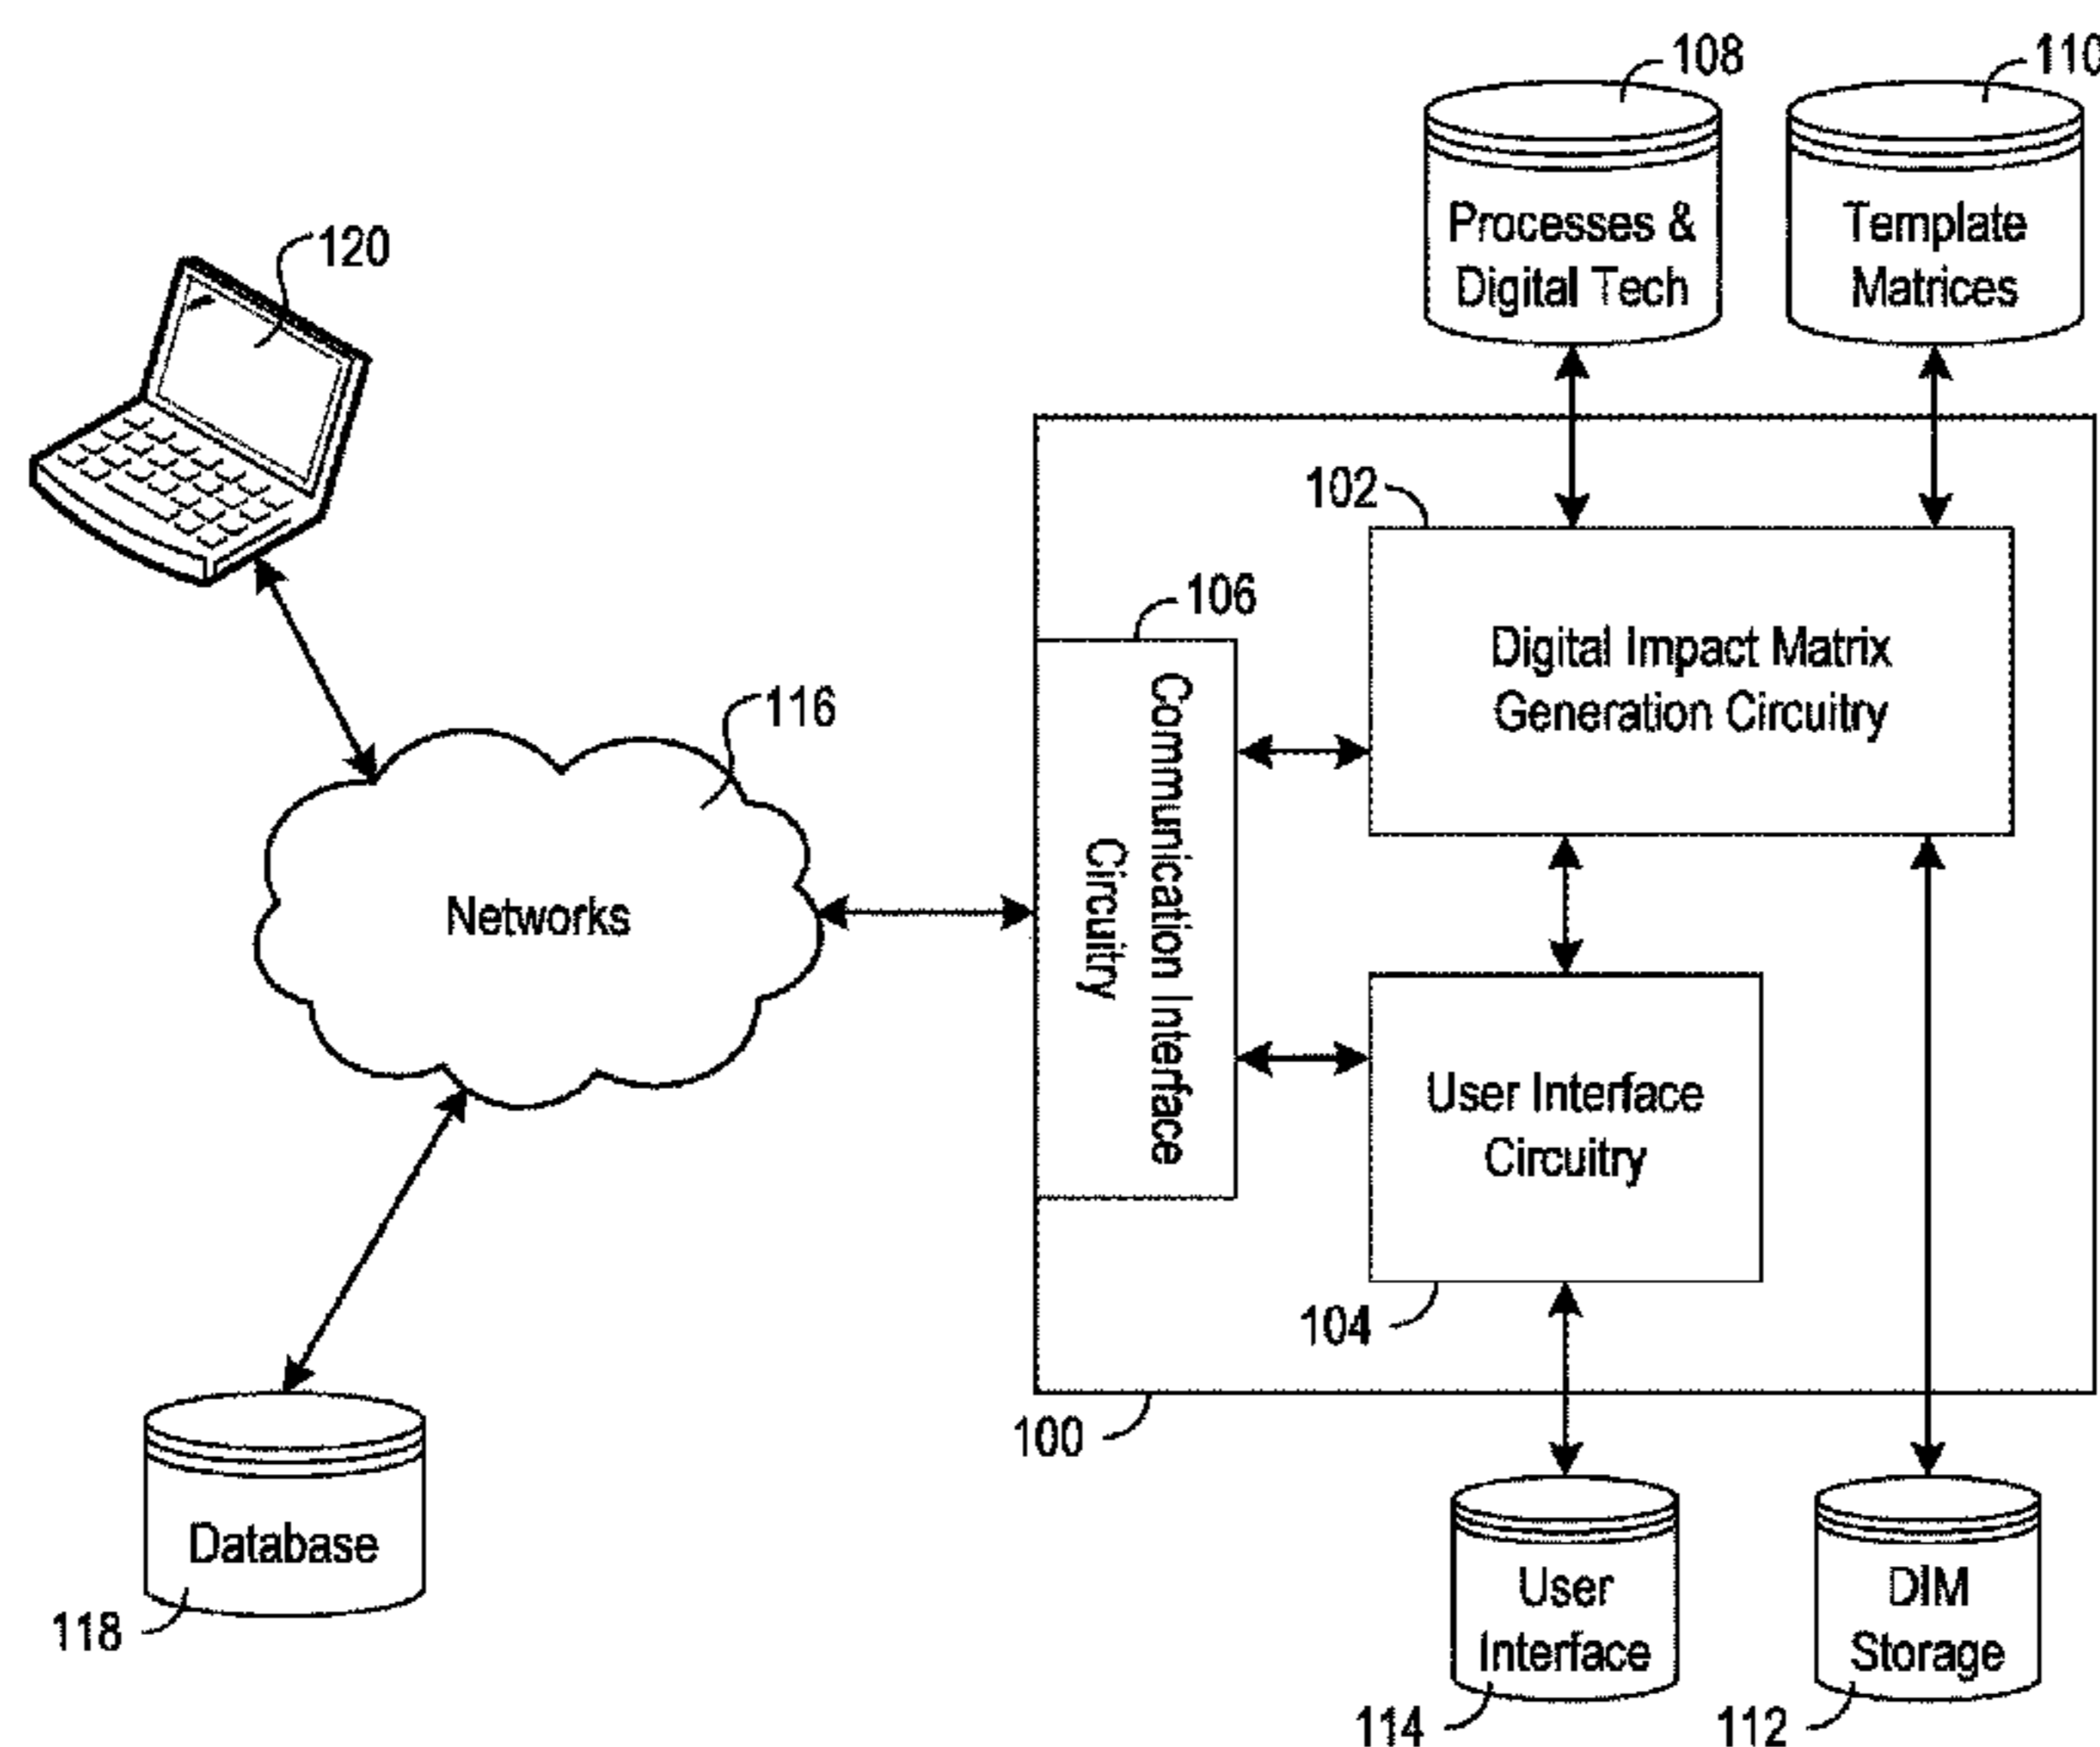 108
110
Processes &
Digital Tech
Template
Matrices
120
102
106
Digital Impact Matrix
Generation Circuitry
116
Communication Interface
Circuitry
Networks
User Interface
Circuitry
104
100
Database
118
User
Interface
DIM
Storage
114
112